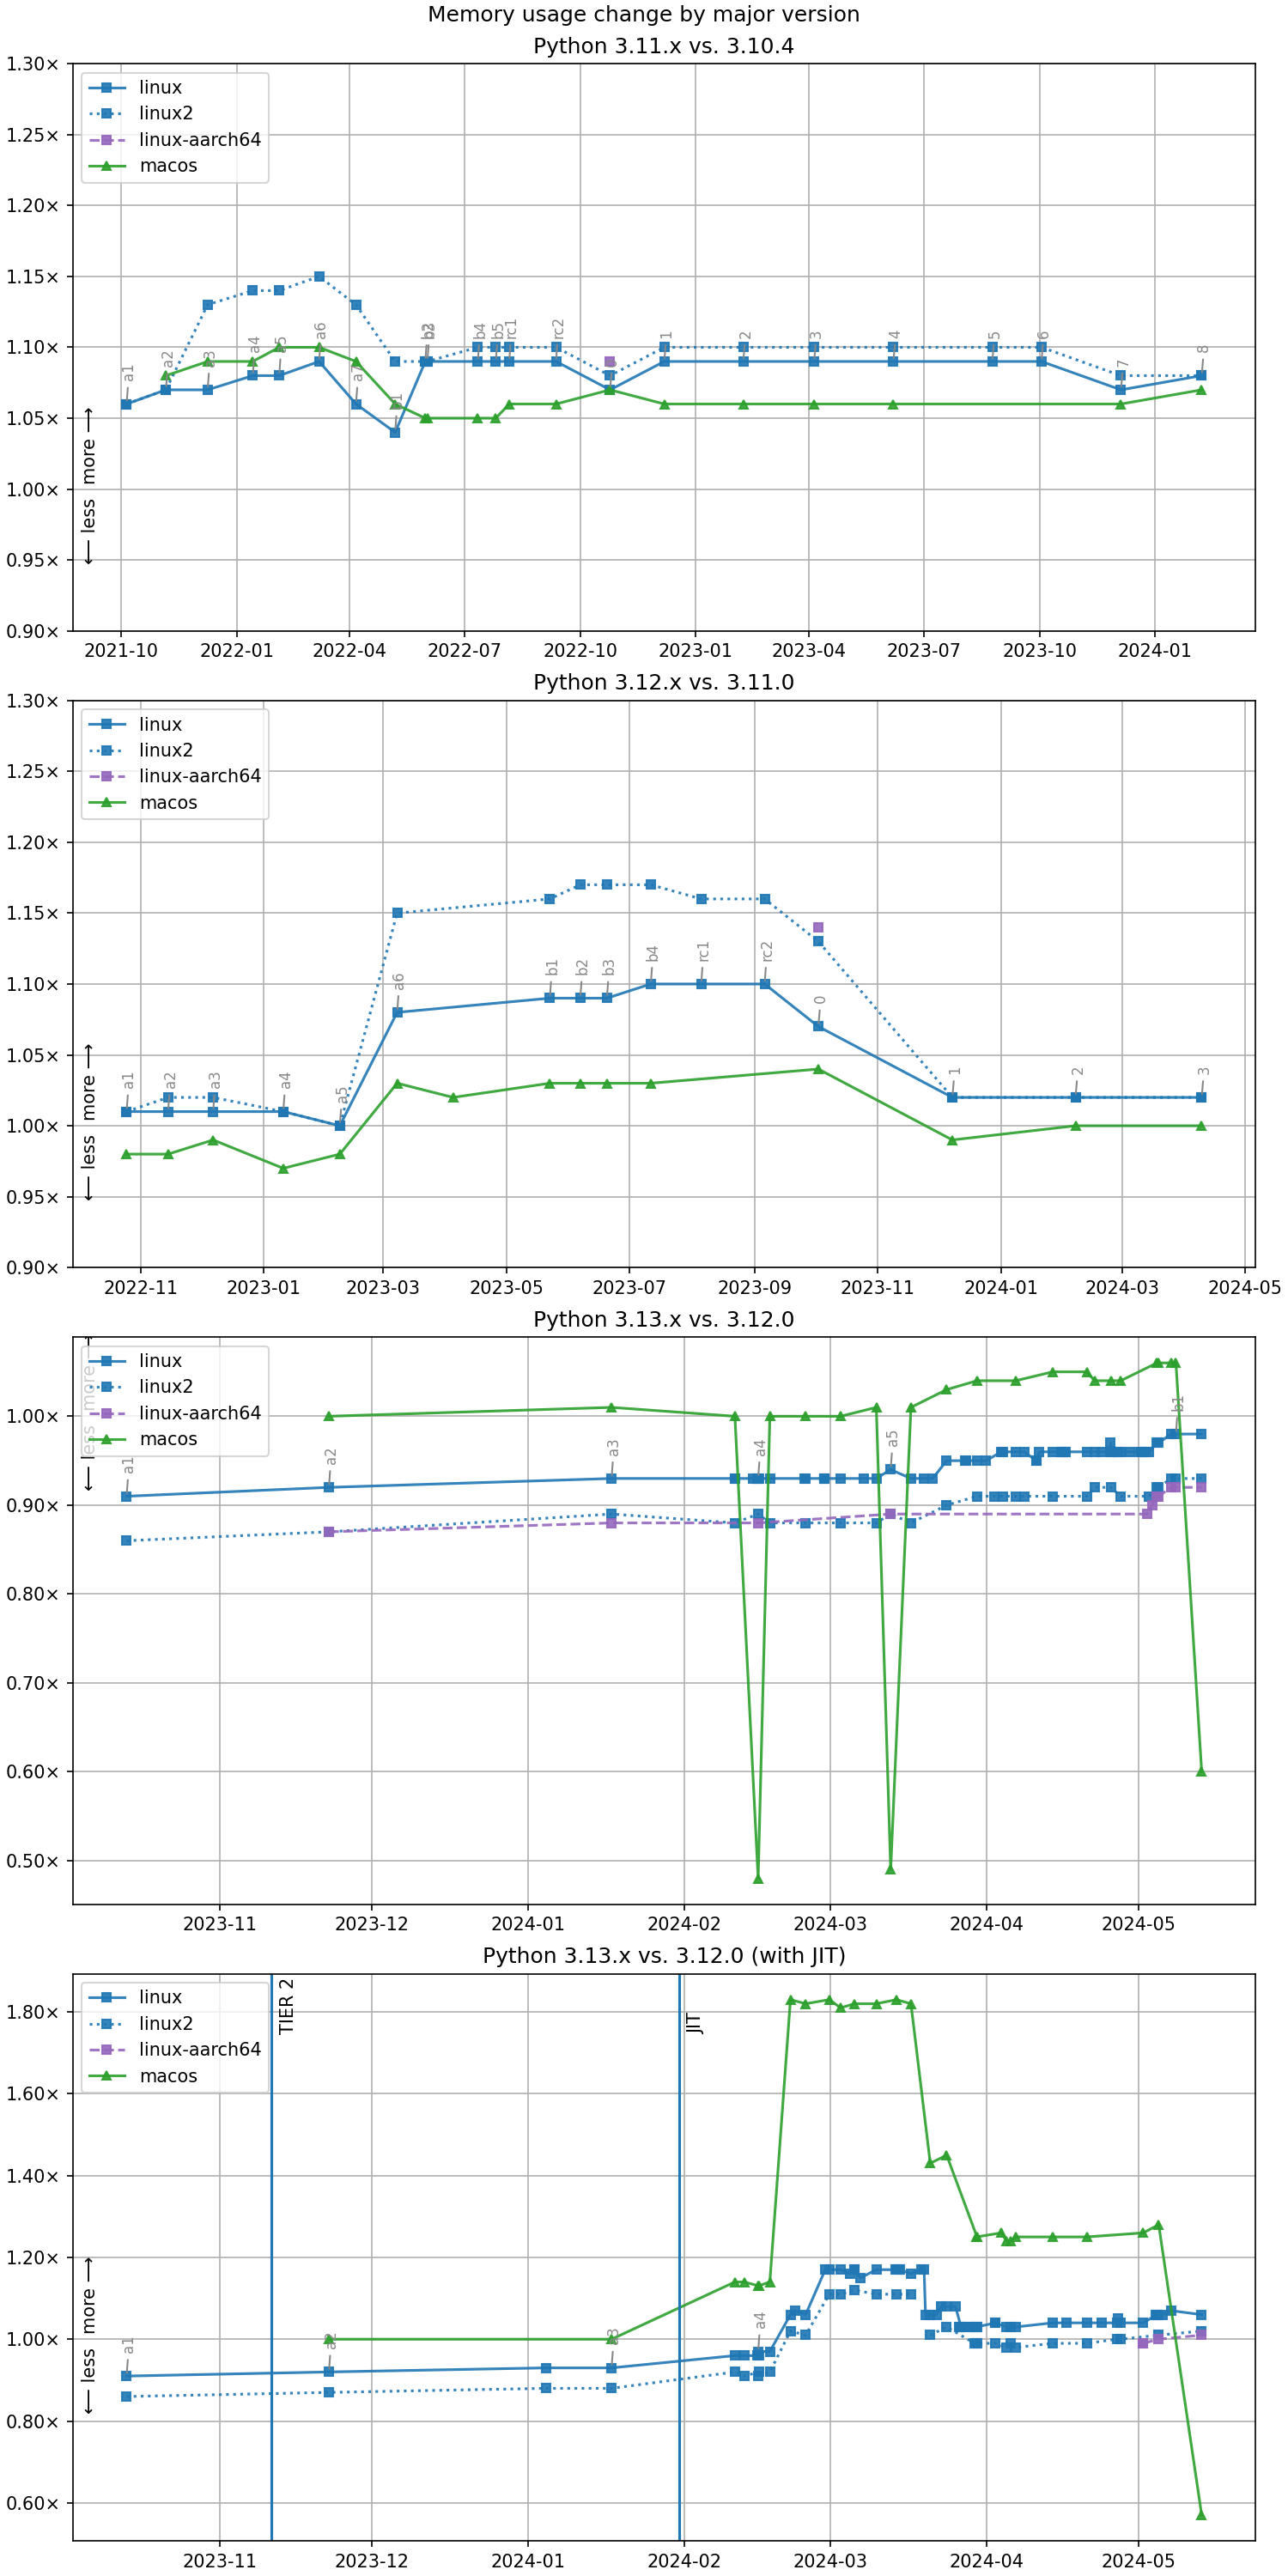 Memory usage change by major version
Python 3.11.x vs. 3.10.4
1.30×
1.25×
1.20×
1.15×
1.10×
1.05×
1.00×
0.95×
0.90×
linux
linux2
linux-aarch64
macos
a1
a2
a3
a4
a5
a6
a7
b1
b3
b4
b5
rc1
rc2
1
2
3
4
5
6
7
8
⟵ less more ⟶
2021-10
2022-01
2022-04
2022-07
2022-10
2023-01
2023-04
2023-07
2023-10
2024-01
Python 3.12.x vs. 3.11.0
1.30×
1.25×
1.20×
1.15×
1.10×
1.05×
1.00×
0.95×
0.90×
linux
linux2
linux-aarch64
macos
a1
a2
a3
a4
a5
a6
b1
b2
b3
b4
rc1
rc2
0
1
2
3
⟵ less more ⟶
2022-11
2023-01
2023-03
2023-05
2023-07
2023-09
2023-11
2024-01
2024-03
2024-05
Python 3.13.x vs. 3.12.0
1.00×
0.90×
0.80×
0.70×
0.60×
0.50×
linux
linux2
linux-aarch64
macos
a1
a2
a3
a4
a5
b1
⟵ less more ⟶
2023-11
2023-12
2024-01
2024-02
2024-03
2024-04
2024-05
Python 3.13.x vs. 3.12.0 (with JIT)
1.80×
1.60×
1.40×
1.20×
1.00×
0.80×
0.60×
linux
linux2
linux-aarch64
macos
TIER 2
JIT
a1
a2
a3
a4
⟵ less more ⟶
2023-11
2023-12
2024-01
2024-02
2024-03
2024-04
2024-05